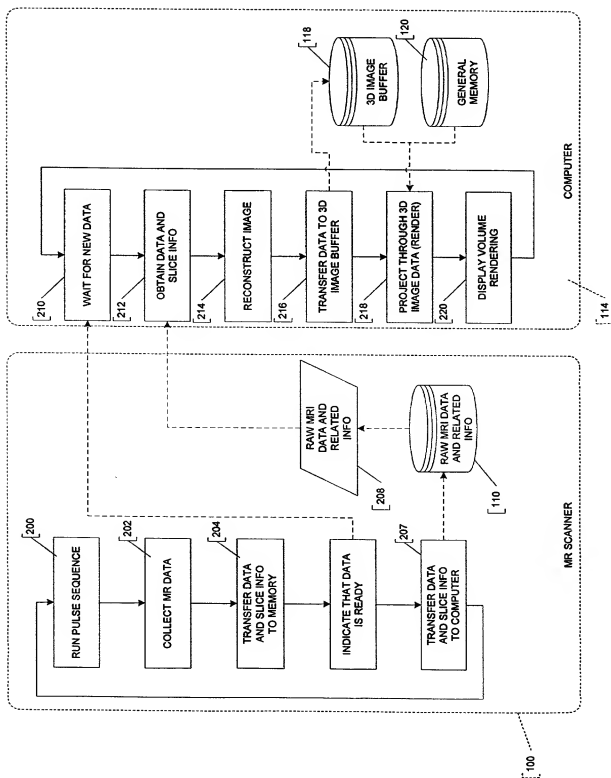 200
RUN PULSE SEQUENCE
202
COLLECT MR DATA
204
TRANSFER DATA
AND SLICE INFO
TO MEMORY
INDICATE THAT DATA
IS READY
207
TRANSFER DATA
AND SLICE INFO
TO COMPUTER
RAW MRI
DATA AND
RELATED
INFO
208
RAW MRI DATA
AND RELATED
INFO
110
MR SCANNER
100
210
WAIT FOR NEW DATA
212
OBTAIN DATA AND
SLICE INFO
214
RECONSTRUCT IMAGE
216
TRANSFER DATA TO 3D
IMAGE BUFFER
218
PROJECT THROUGH 3D
IMAGE DATA (RENDER)
220
DISPLAY VOLUME
RENDERING
118
3D IMAGE
BUFFER
120
GENERAL
MEMORY
COMPUTER
114